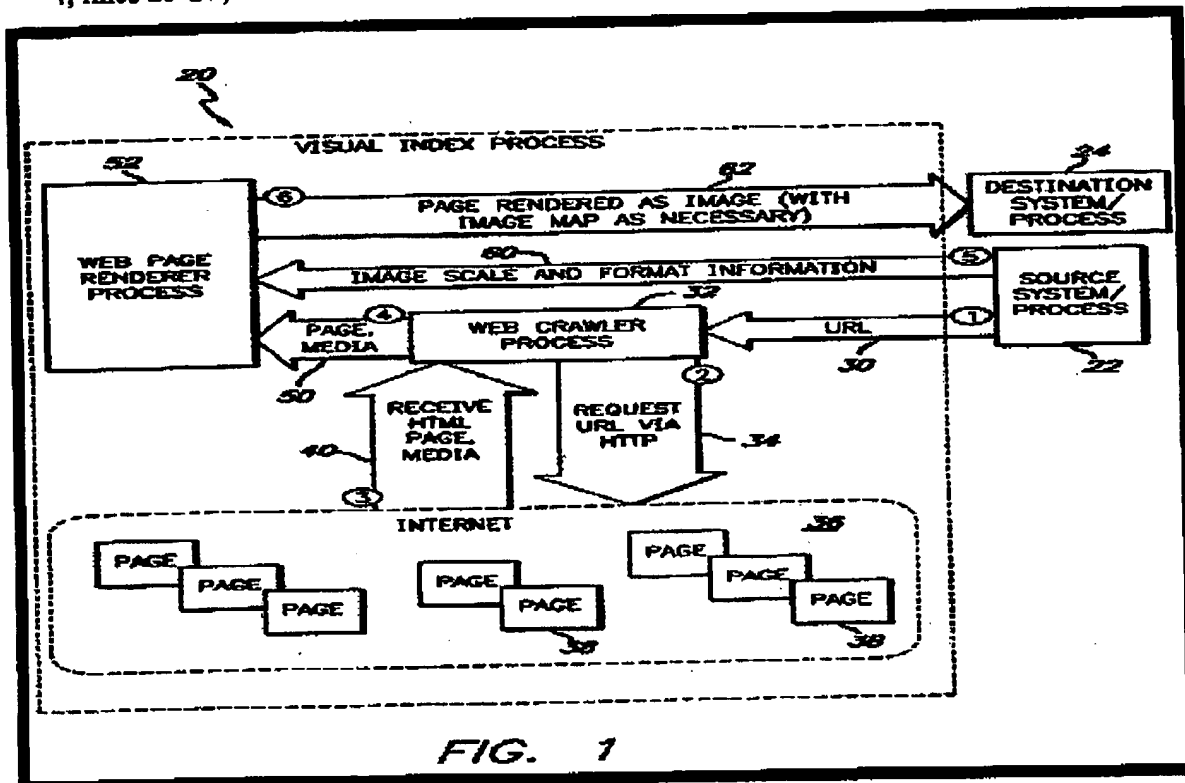 lines
20
VISUAL INDEX PROCESS
52
62
⑥
PAGE RENDERED AS IMAGE (WITH
IMAGE MAP AS NECESSARY)
DESTINATION
SYSTEM/
PROCESS
WEB PAGE
RENDERER
PROCESS
60
⑤
IMAGE SCALE AND FORMAT INFORMATION
SOURCE
SYSTEM/
PROCESS
22
32
④
PAGE,
MEDIA
50
WEB CRAWLER
PROCESS
①
URL
30
②
RECEIVE
HTML
PAGE,
MEDIA
40
③
REQUEST
URL VIA
HTTP
34
INTERNET
36
PAGE
PAGE
PAGE
PAGE
PAGE
PAGE
PAGE
PAGE
38
FIG. 1